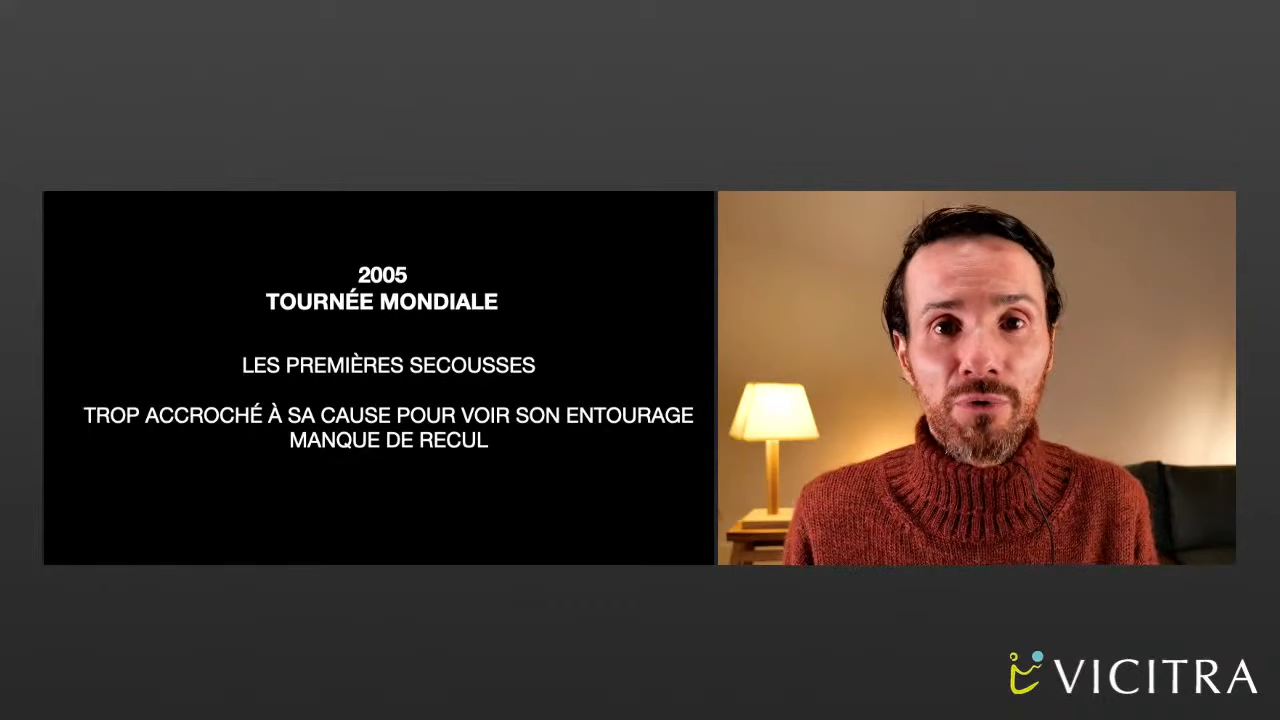 2005
TOURNÉE MONDIALE
LES PREMIÈRES SECOUSSES
TROP ACCROCHÉ À SA CAUSE POUR VOIR SON ENTOURAGE
MANQUE DE RECUL
VICITRA